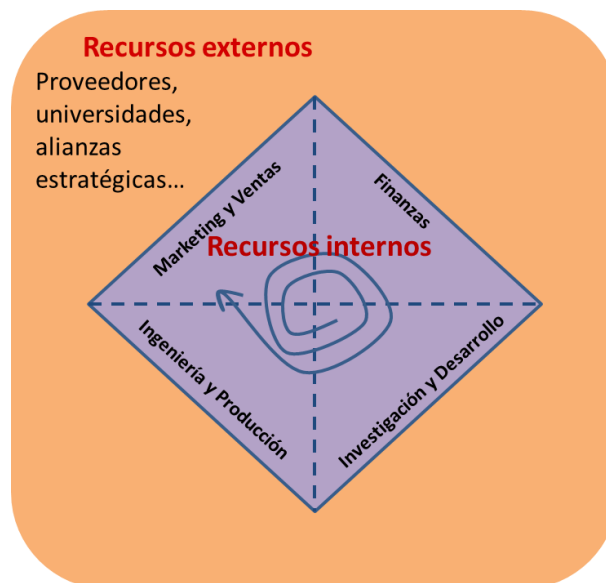 Recursos externos
Proveedores,
universidades,
alianzas
estratégicas...
Marketing y Ventas
Finanzas
Recursos internos
Ingeniería y Producción
Investigación y Desarrollo